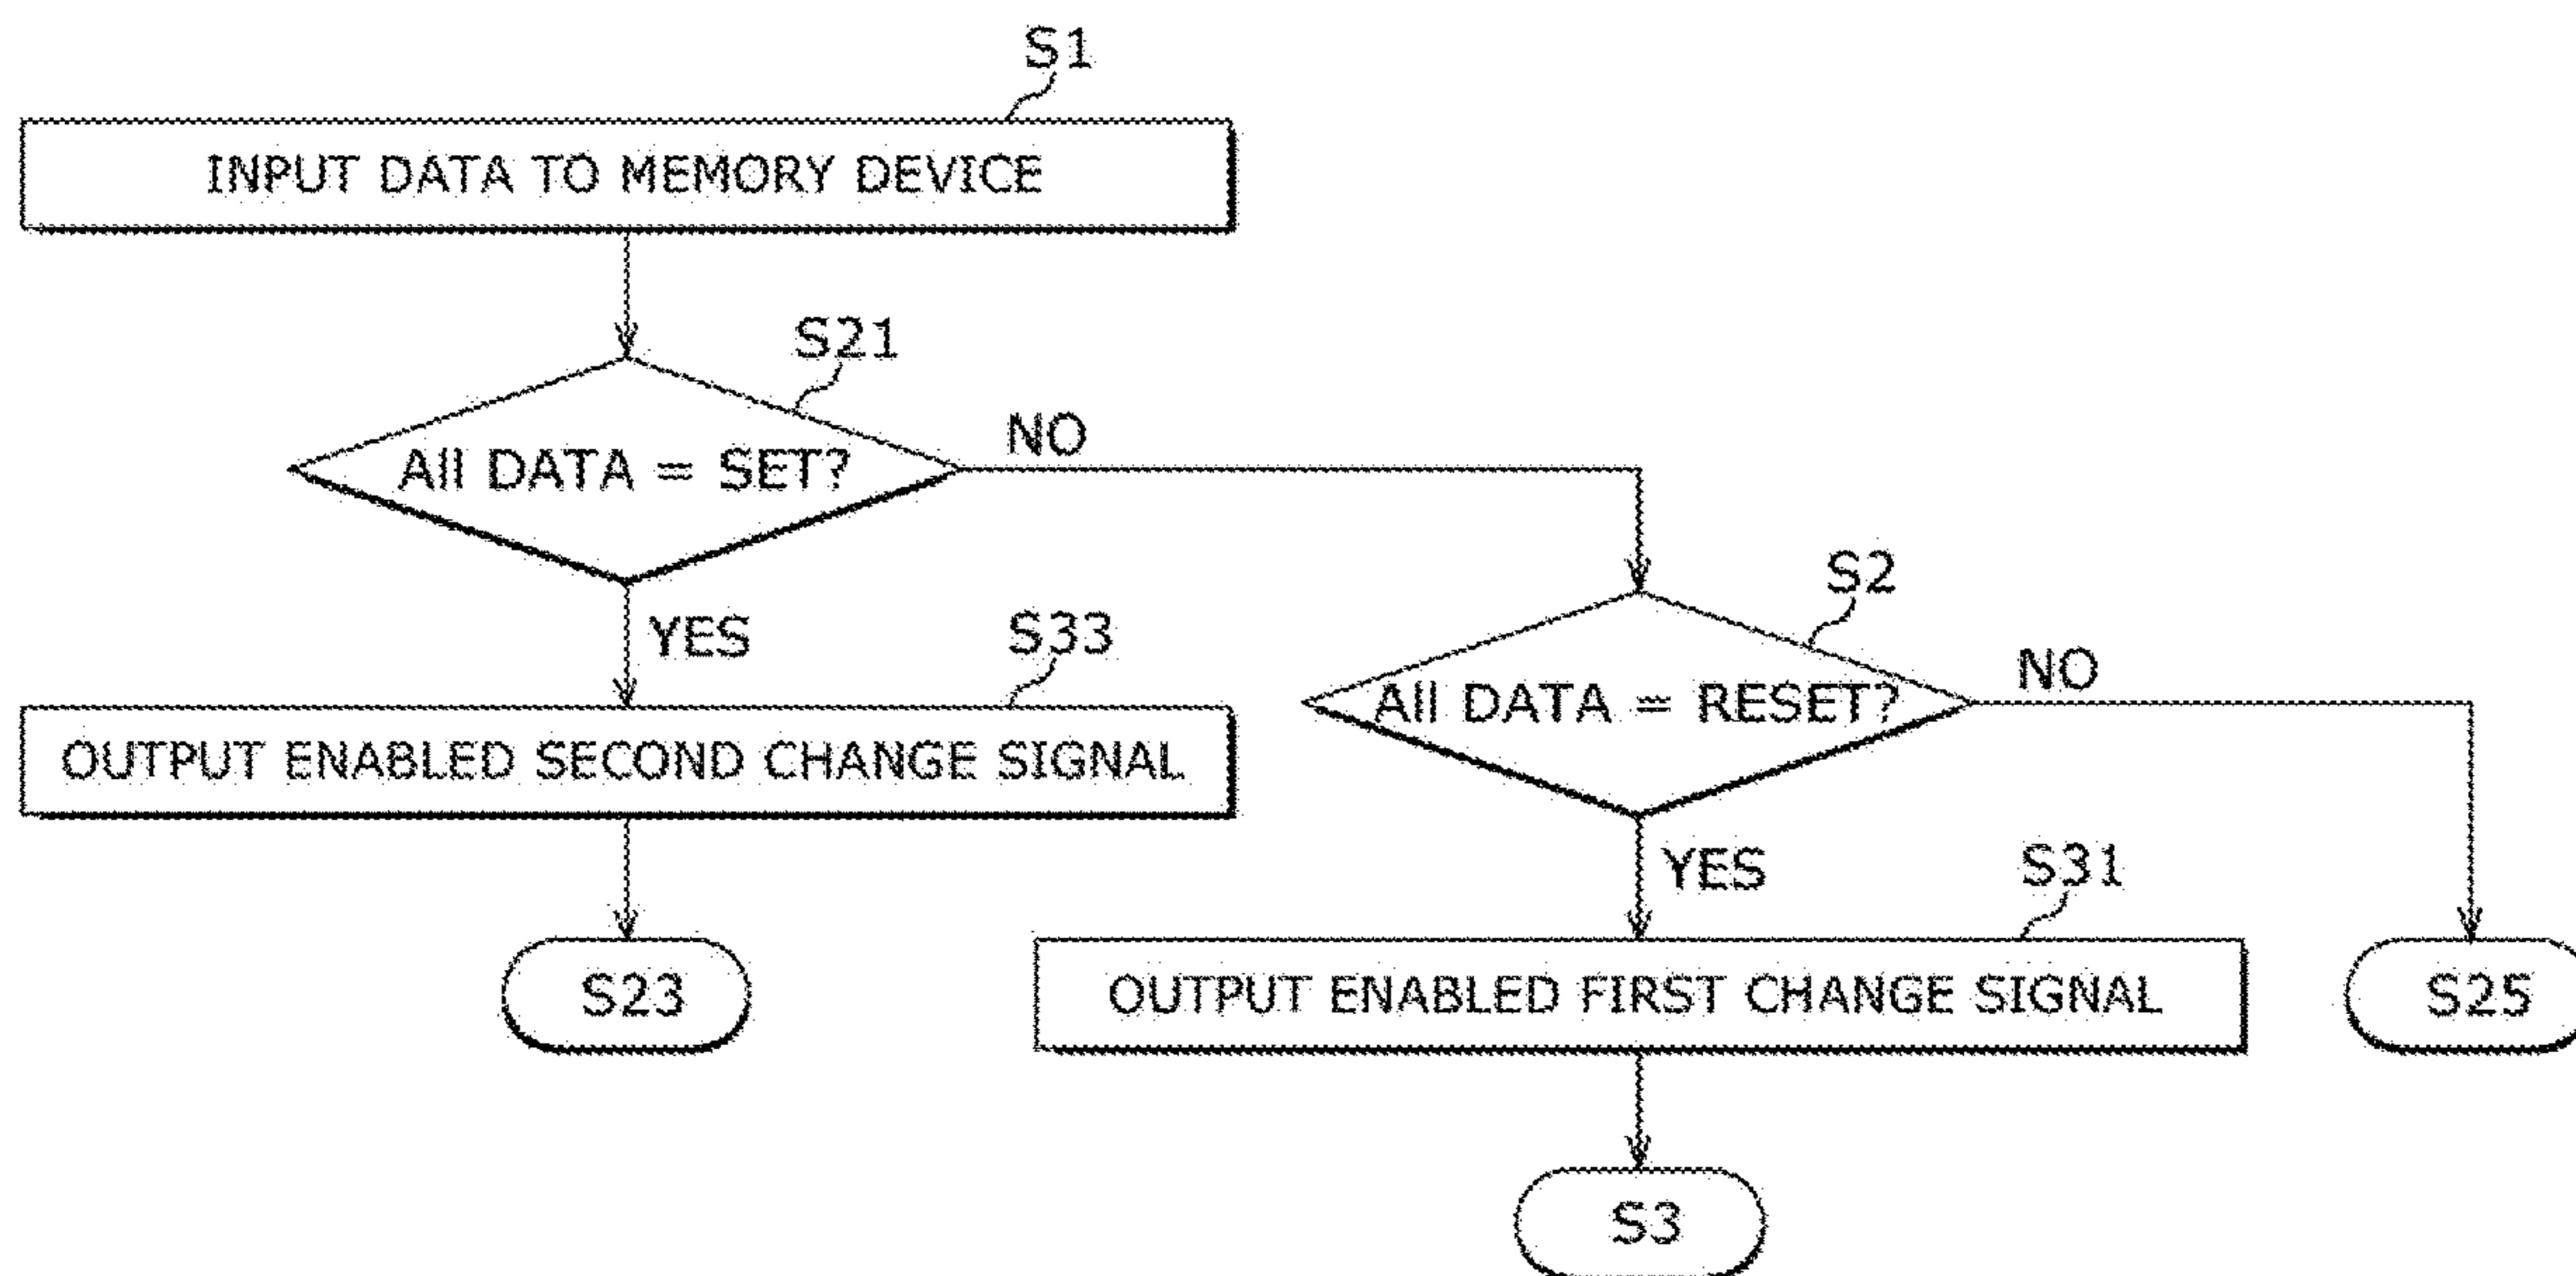 S1
INPUT DATA TO MEMORY DEVICE
S21
All DATA = SET?
NO
YES
S33
OUTPUT ENABLED SECOND CHANGE SIGNAL
S23
S2
All DATA = RESET?
NO
YES
S31
OUTPUT ENABLED FIRST CHANGE SIGNAL
S25
S3